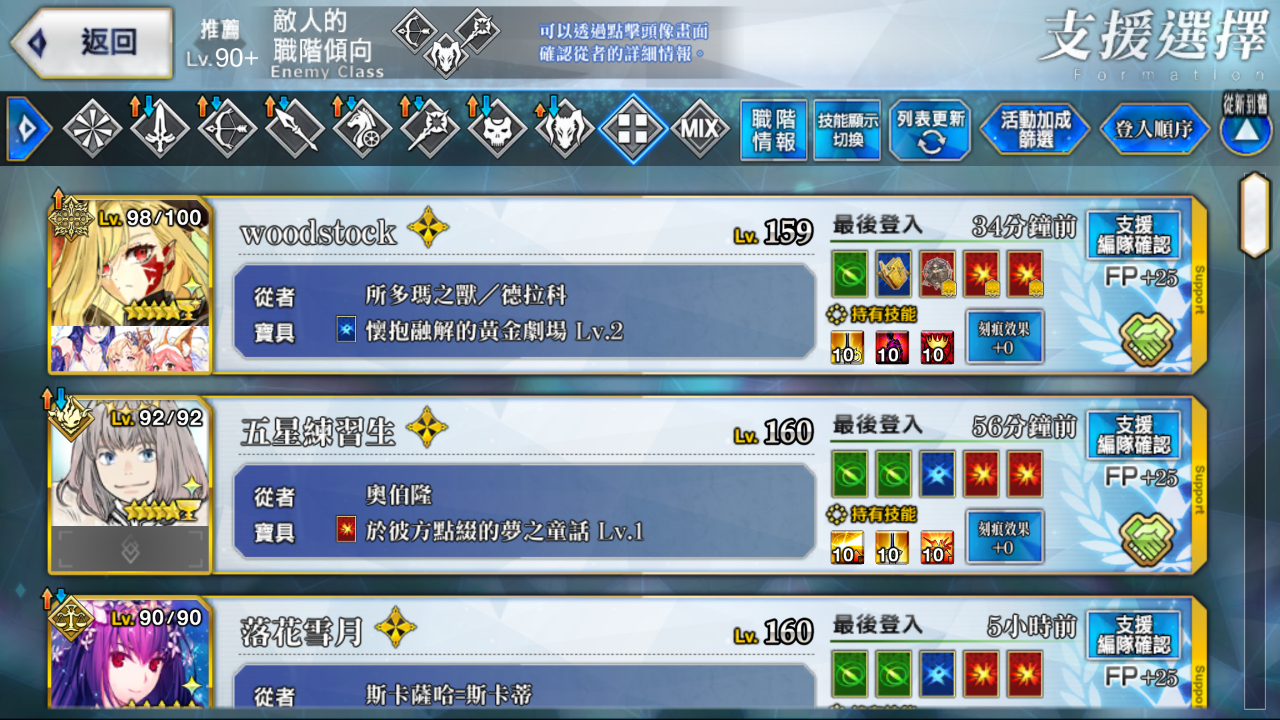 返回
推薦
Lv.90+
敵人的
職階傾向
Enemy Class
可以透過點擊頭像畫面
確認從者的詳細情報。
支援選擇
Formation
MIX
職階
情報
技能顯示
切換
列表更新
活動加成
篩選
登入順序
從新到舊
Lv. 98/100
woodstock
Lv. 159
最後登入 34分鐘前
支援
編隊確認
FP+25
Support
從者 所多瑪之獸／德拉科
寶具 懷抱融解的黃金劇場 Lv.2
持有技能
10 10 10
刻痕效果
+0
Lv. 92/92
五星練習生
Lv. 160
最後登入 56分鐘前
支援
編隊確認
FP+25
Support
從者 奧伯隆
寶具 於彼方點綴的夢之童話 Lv.1
持有技能
10 10 10
刻痕效果
+0
Lv. 90/90
落花雪月
Lv. 160
最後登入 5小時前
支援
編隊確認
FP+25
Support
從者 斯卡薩哈=斯卡蒂